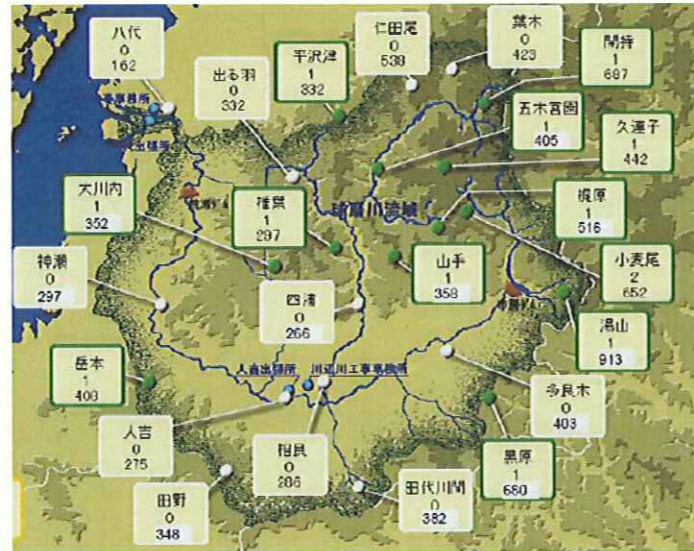 八代
0
162
出る羽
0
332
平沢津
1
332
仁田尾
0
538
葉木
0
423
開持
1
687
五木宮園
1
405
久連子
1
442
大川内
1
352
椎葉
1
297
球磨川流域
梶原
1
516
神瀬
0
297
四浦
0
266
山手
1
358
小麦尾
2
652
湯山
1
913
岳本
1
408
人吉出張所
川辺川工事事務所
多良木
0
403
人吉
0
275
相良
0
286
黒原
1
680
田野
0
348
田代川間
0
382